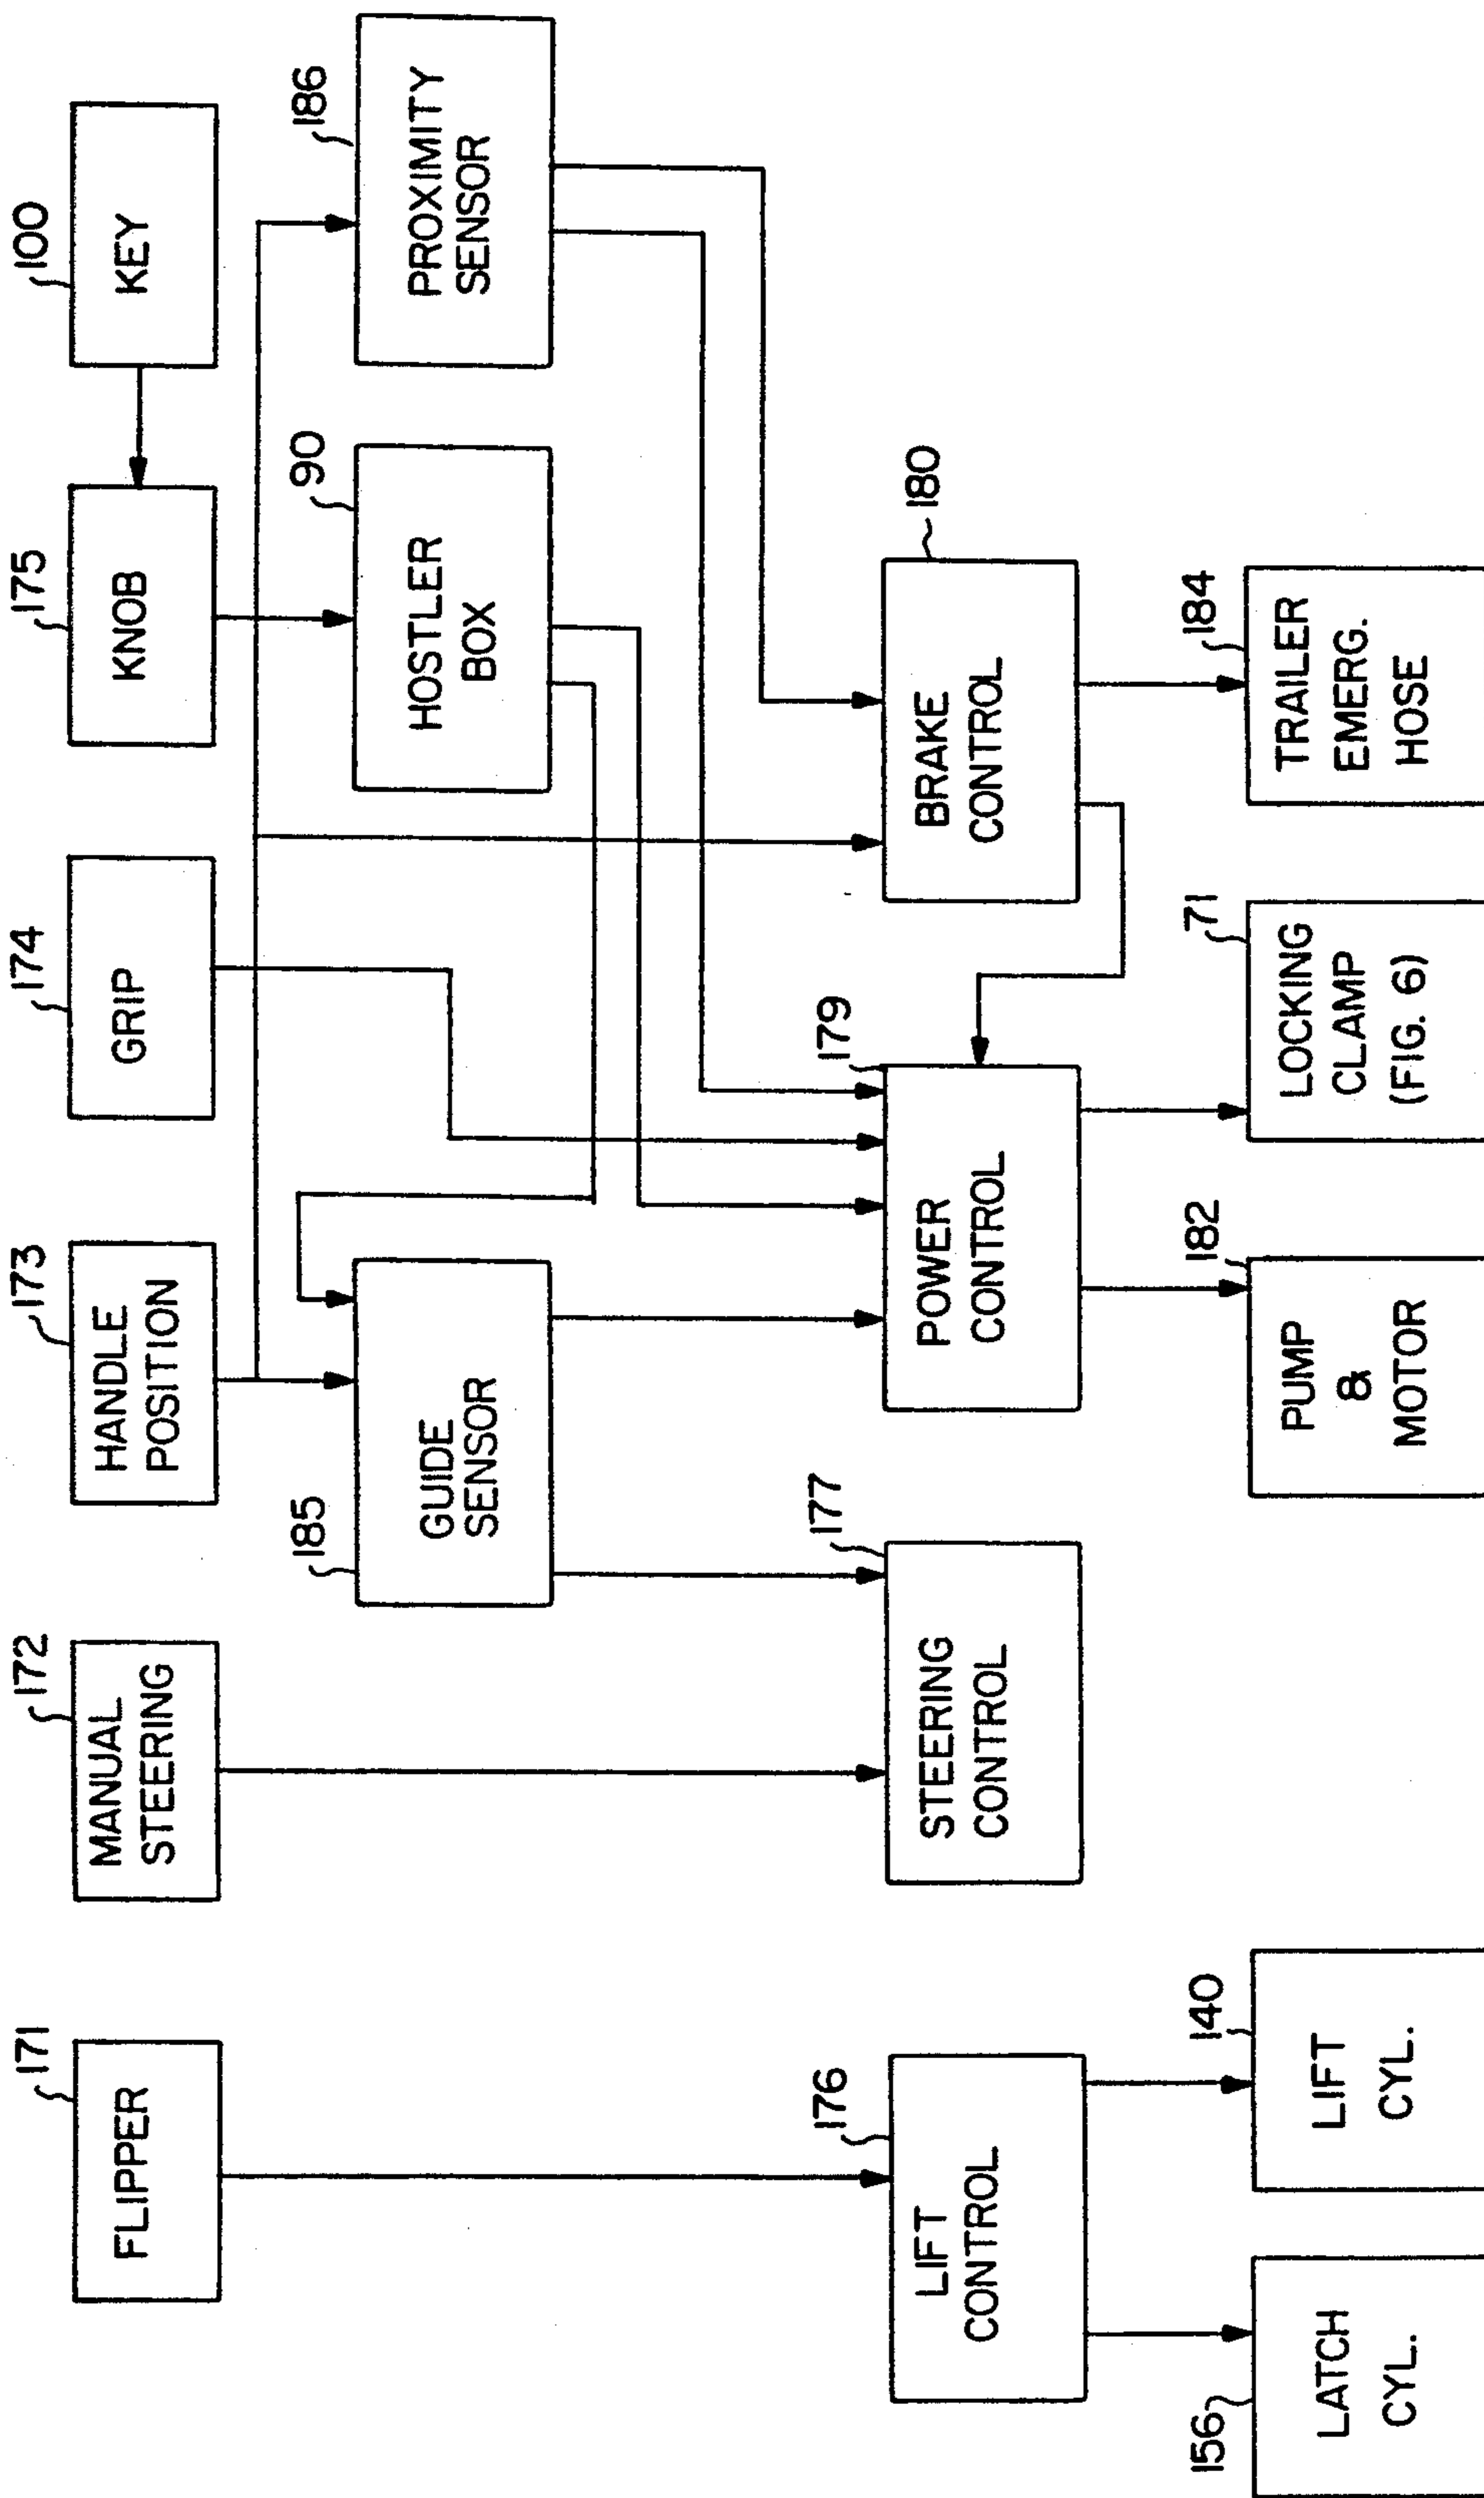 171
FLIPPER
172
MANUAL
STEERING
173
HANDLE
POSITION
174
GRIP
175
KNOB
100
KEY
185
GUIDE
SENSOR
90
HOSTLER
BOX
186
PROXIMITY
SENSOR
176
LIFT
CONTROL
177
STEERING
CONTROL
179
POWER
CONTROL
180
BRAKE
CONTROL
156
LATCH
CYL.
140
LIFT
CYL.
182
PUMP
&
MOTOR
71
LOCKING
CLAMP
(FIG. 6)
184
TRAILER
EMERG.
HOSE